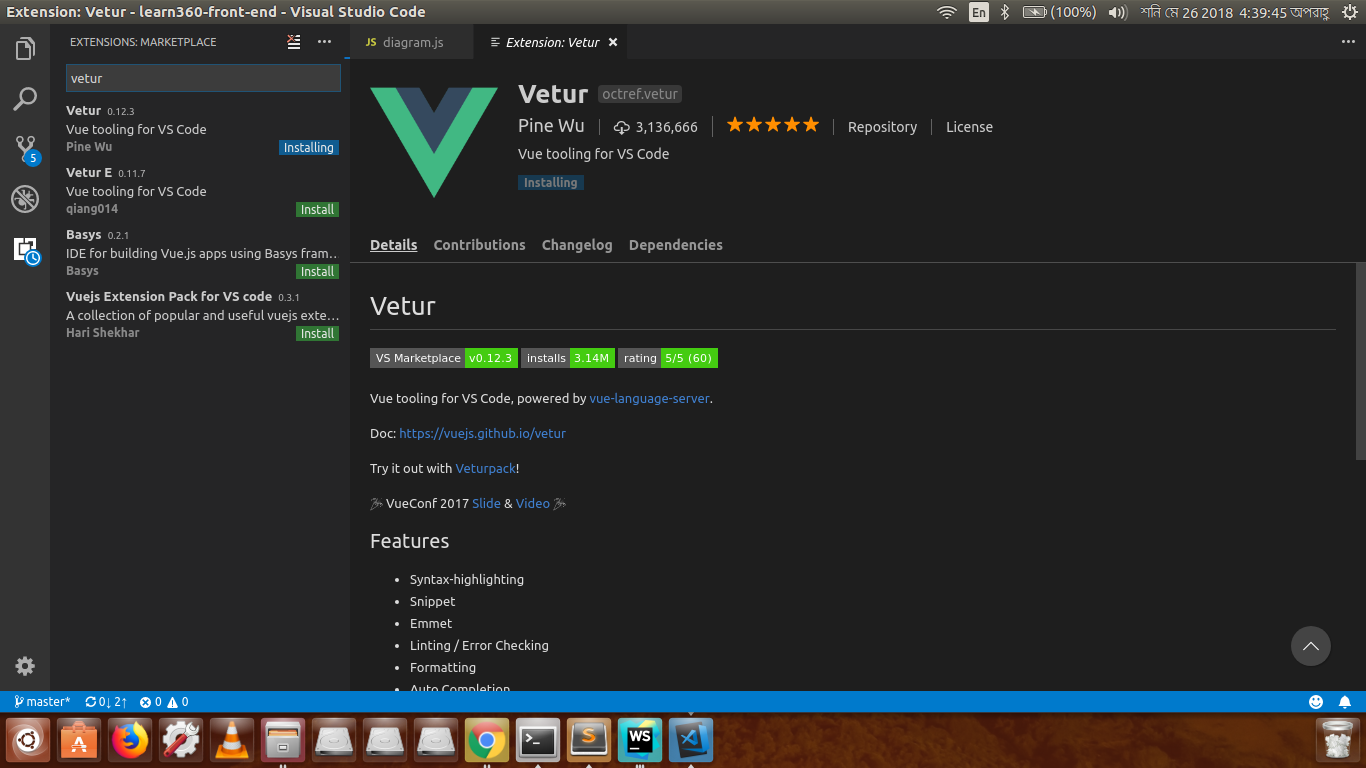 Extension: Vetur - learn360-front-end - Visual Studio Code
En (100%) শনি মে 26 2018 4:39:45 অপরাহ্ণ
EXTENSIONS: MARKETPLACE
JS diagram.js
Extension: Vetur
vetur
Vetur 0.12.3
Vue tooling for VS Code
Pine Wu Installing
Vetur E 0.11.7
Vue tooling for VS Code
qiang014 Install
Basys 0.2.1
IDE for building Vue.js apps using Basys fram…
Basys Install
Vuejs Extension Pack for VS code 0.3.1
A collection of popular and useful vuejs exte…
Hari Shekhar Install
5
Vetur octref.vetur
Pine Wu 3,136,666 Repository License
Vue tooling for VS Code
Installing
Details Contributions Changelog Dependencies
Vetur
VS Marketplace v0.12.3 installs 3.14M rating 5/5 (60)
Vue tooling for VS Code, powered by vue-language-server.
Doc: https://vuejs.github.io/vetur
Try it out with Veturpack!
VueConf 2017 Slide & Video
Features
• Syntax-highlighting
• Snippet
• Emmet
• Linting / Error Checking
• Formatting
• Auto Completion
master* 0↓ 2↑ 0 0
S WS